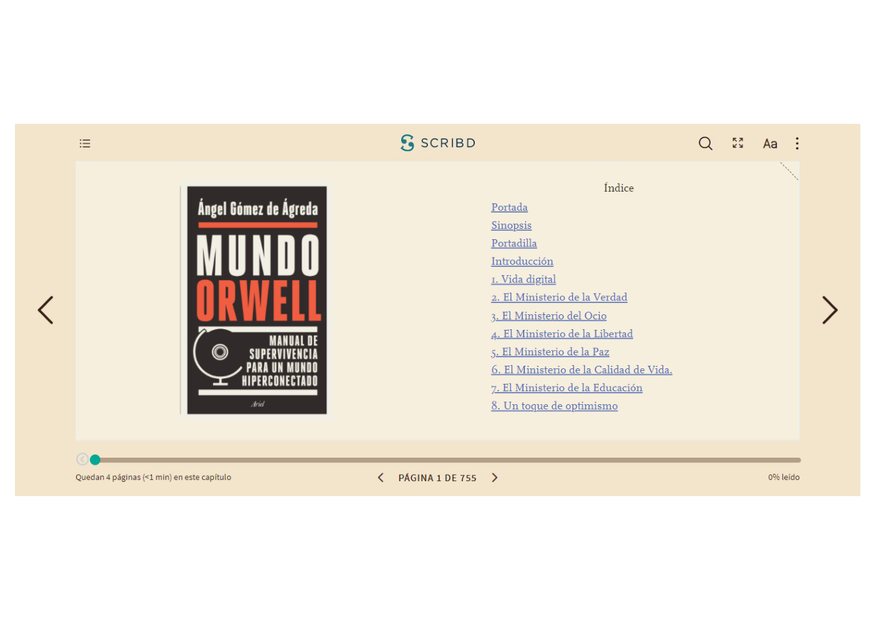 SCRIBD
Aa
Ángel Gómez de Ágreda
MUNDO
ORWELL
MANUAL DE
SUPERVIVENCIA
PARA UN MUNDO
HIPERCONECTADO
Ariel
Índice
Portada
Sinopsis
Portadilla
Introducción
1. Vida digital
2. El Ministerio de la Verdad
3. El Ministerio del Ocio
4. El Ministerio de la Libertad
5. El Ministerio de la Paz
6. El Ministerio de la Calidad de Vida.
7. El Ministerio de la Educación
8. Un toque de optimismo
Quedan 4 páginas (<1 min) en este capítulo
PÁGINA 1 DE 755
0% leído